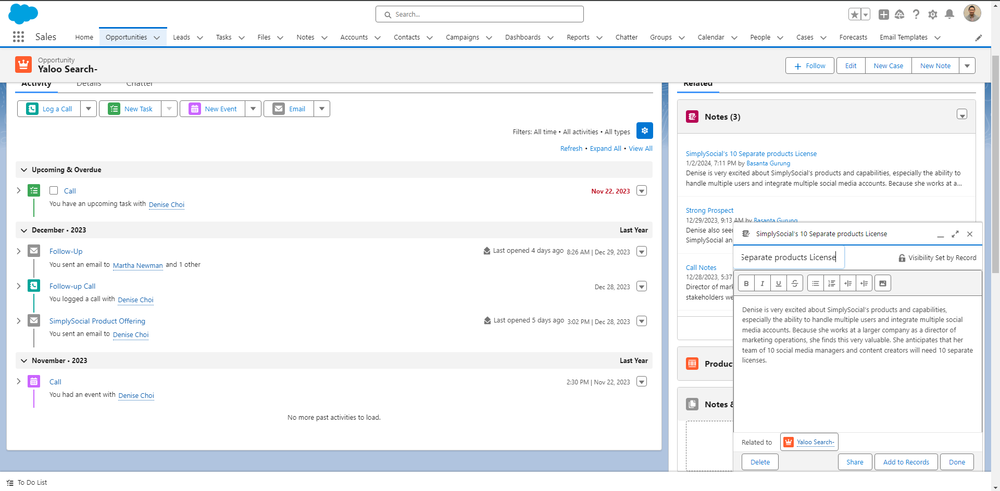 Search...
Sales
Home
Opportunities
Leads
Tasks
Files
Notes
Accounts
Contacts
Campaigns
Dashboards
Reports
Chatter
Groups
Calendar
People
Cases
Forecasts
Email Templates
Opportunity
Yaloo Search-
Follow
Edit
New Case
New Note
Activity
Details
Chatter
Log a Call
New Task
New Event
Email
Filters: All time • All activities • All types
Refresh • Expand All • View All
Upcoming & Overdue
Call
Nov 22, 2023
You have an upcoming task with Denise Choi
December • 2023
Last Year
Follow-Up
Last opened 4 days ago
8:26 AM | Dec 29, 2023
You sent an email to Martha Newman and 1 other
Follow-up Call
Dec 28, 2023
You logged a call with Denise Choi
SimplySocial Product Offering
Last opened 5 days ago
3:02 PM | Dec 28, 2023
You sent an email to Denise Choi
November • 2023
Last Year
Call
2:30 PM | Nov 22, 2023
You had an event with Denise Choi
No more past activities to load.
Related
Notes (3)
SimplySocial's 10 Separate products License
1/2/2024, 7:11 PM by Basanta Gurung
Denise is very excited about SimplySocial's products and capabilities, especially the ability to
handle multiple users and integrate multiple social media accounts. Because she works at a...
Strong Prospect
12/29/2023, 9:13 AM by Basanta Gurung
Denise also seer
SimplySocial an
Call Notes
12/28/2023, 5:37
Director of mark
stakeholders we
Produc
Notes &
SimplySocial's 10 Separate products License
Separate products License
Visibility Set by Record
B I U S
Denise is very excited about SimplySocial's products and capabilities,
especially the ability to handle multiple users and integrate multiple social
media accounts. Because she works at a larger company as a director of
marketing operations, she finds this very valuable. She anticipates that her
team of 10 social media managers and content creators will need 10 separate
licenses.
Related to
Yaloo Search-
Delete
Share
Add to Records
Done
To Do List